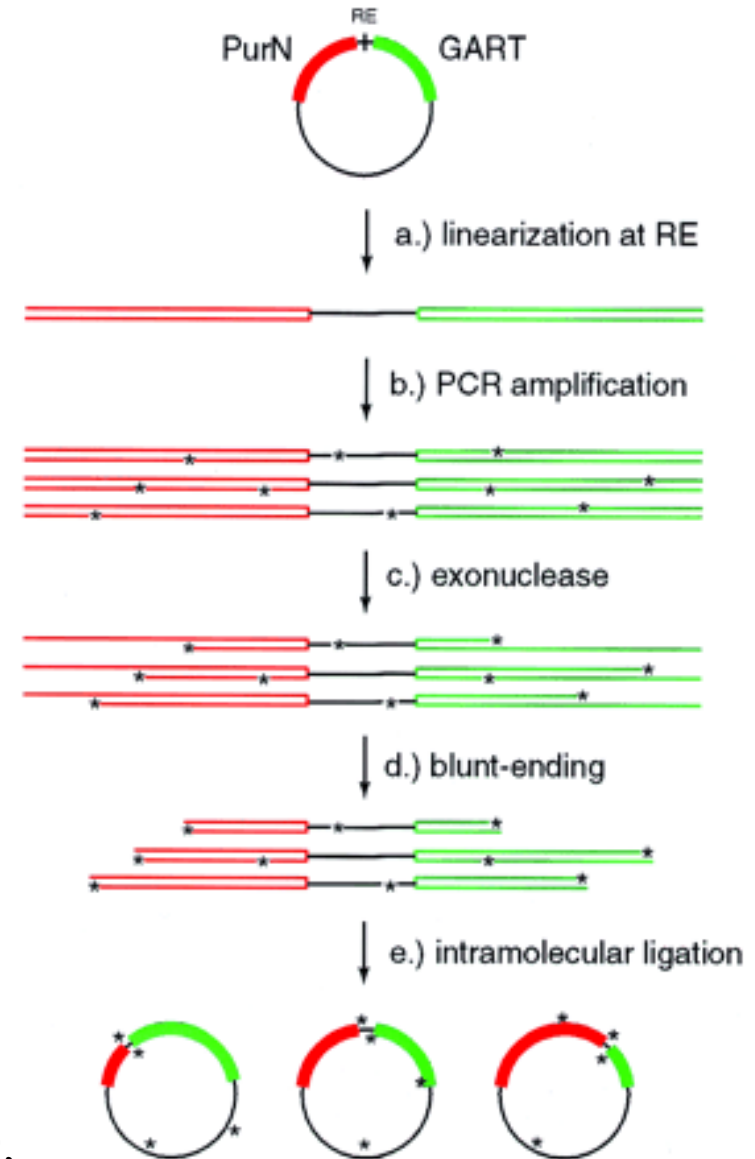 RE
PurN GART
a.) linearization at RE
b.) PCR amplification
c.) exonuclease
d.) blunt-ending
e.) intramolecular ligation